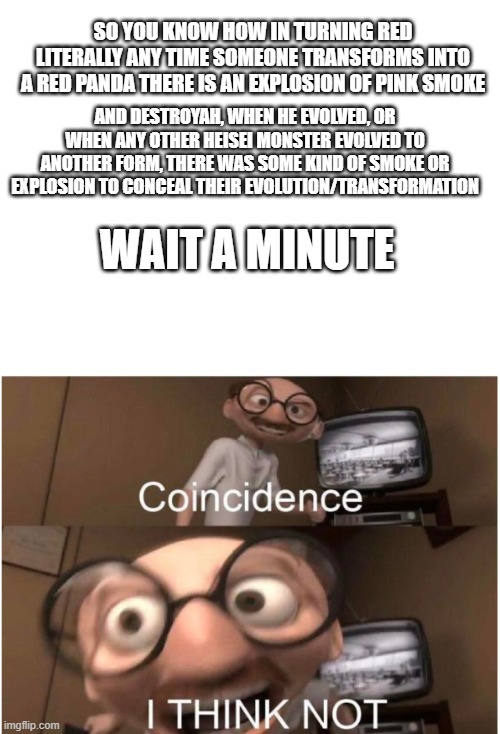 SO YOU KNOW HOW IN TURNING RED
LITERALLY ANY TIME SOMEONE TRANSFORMS INTO
A RED PANDA THERE IS AN EXPLOSION OF PINK SMOKE
AND DESTROYAH, WHEN HE EVOLVED, OR
WHEN ANY OTHER HEISEI MONSTER EVOLVED TO
ANOTHER FORM, THERE WAS SOME KIND OF SMOKE OR
EXPLOSION TO CONCEAL THEIR EVOLUTION/TRANSFORMATION
WAIT A MINUTE
Coincidence
I THINK NOT
imgflip.com